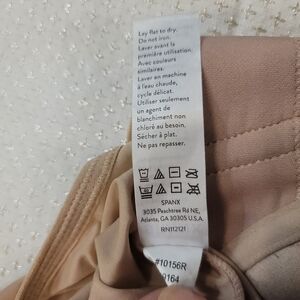 Lay flat to dry.
Do not iron.
Laver avant la
première utilisation.
Avec couleurs
similaires.
Laver en machine
à l'eau chaude,
cycle délicat.
Utiliser seulement
un agent de
blanchiment non
chloré au besoin.
Sécher à plat.
Ne pas repasser.
SPANX
3035 Peachtree Rd NE,
Atlanta, GA 30305 U.S.A.
RN112121
#10156R
9164